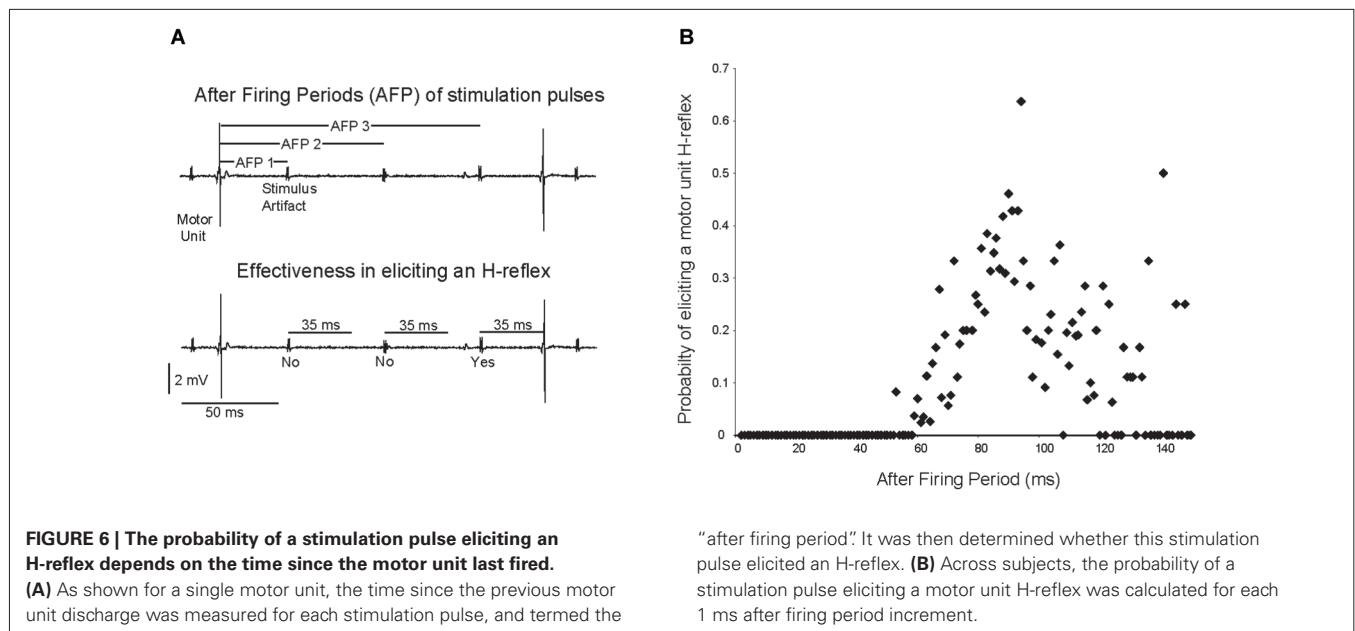 A
After Firing Periods (AFP) of stimulation pulses
AFP 3
AFP 2
AFP 1
Stimulus
Artifact
Motor
Unit
Effectiveness in eliciting an H-reflex
35 ms
35 ms
35 ms
No
No
Yes
2 mV
50 ms
B
Probabilty of eliciting a motor unit H-reflex
0.7
0.6
0.5
0.4
0.3
0.2
0.1
0
0
20
40
60
80
100
120
140
After Firing Period (ms)
FIGURE 6 | The probability of a stimulation pulse eliciting an
H-reflex depends on the time since the motor unit last fired.
(A) As shown for a single motor unit, the time since the previous motor
unit discharge was measured for each stimulation pulse, and termed the
“after firing period”. It was then determined whether this stimulation
pulse elicited an H-Reflex. (B) Across subjects, the probability of a
stimulation pulse eliciting a motor unit H-reflex was calculated for each
1 ms after firing period increment.